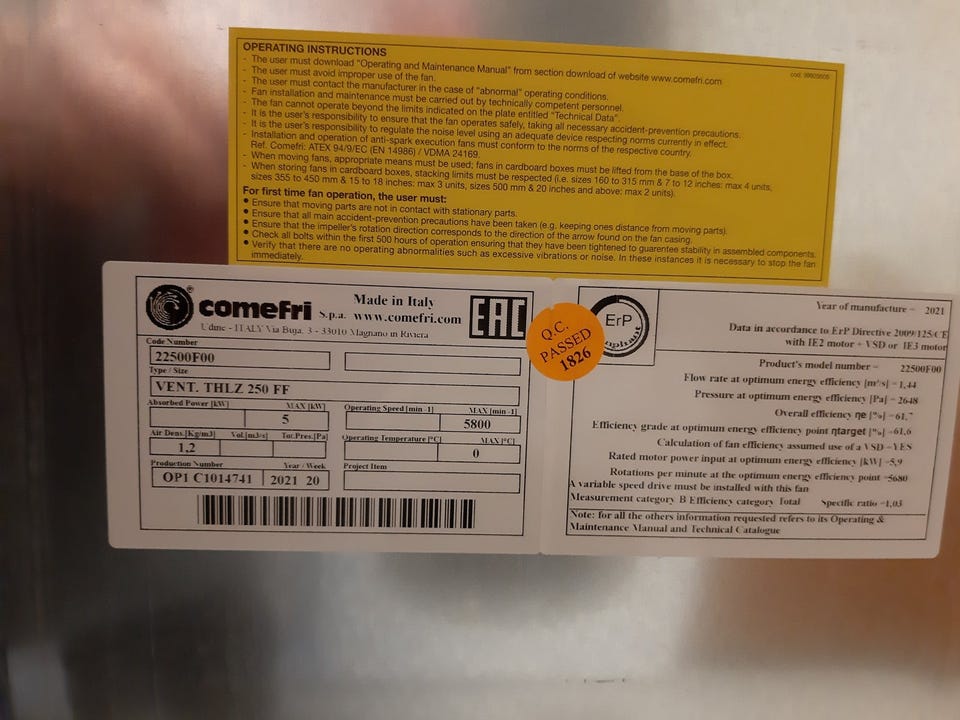 OPERATING INSTRUCTIONS
cod. 99905005
- The user must download "Operating and Maintenance Manual" from section download of website www.comefri.com
- The user must avoid improper use of the fan.
- The user must contact the manufacturer in the case of "abnormal" operating conditions.
- Fan installation and maintenance must be carried out by technically competent personnel.
- The fan cannot operate beyond the limits indicated on the plate entitled "Technical Data".
- It is the user's responsibility to ensure that the fan operates safely, taking all necessary accident-prevention precautions.
- It is the user's responsibility to regulate the noise level using an adequate device respecting norms currently in effect.
- Installation and operation of anti-spark execution fans must conform to the norms of the respective country.
Ref. Comefri: ATEX 94/9/EC (EN 14986) / VDMA 24169.
- When moving fans, appropriate means must be used; fans in cardboard boxes must be lifted from the base of the box.
- When storing fans in cardboard boxes, stacking limits must be respected (i.e. sizes 160 to 315 mm & 7 to 12 inches: max 4 units,
sizes 355 to 450 mm & 15 to 18 inches: max 3 units, sizes 500 mm & 20 inches and above: max 2 units).
For first time fan operation, the user must:
● Ensure that moving parts are not in contact with stationary parts.
● Ensure that all main accident-prevention precautions have been taken (e.g. keeping ones distance from moving parts).
● Ensure that the impeller's rotation direction corresponds to the direction of the arrow found on the fan casing.
● Check all bolts within the first 500 hours of operation ensuring that they have been tightened to guarentee stability in assembled components.
● Verify that there are no operating abnormalities such as excessive vibrations or noise. In these instances it is necessary to stop the fan
immediately.
comefri S.p.a.
Made in Italy
www.comefri.com
EAC
Udine - ITALY Via Buja, 3 - 33010 Magnano in Riviera
Code Number
22500F00
Type / Size
VENT. THLZ 250 FF
Absorbed Power [kW] MAX [kW]
5
Operating Speed [min -1] MAX [min -1]
5800
Air Dens.[Kg/m3] Vol.[m3/s] Tot.Pres.[Pa]
1,2
Operating Temperature [°C] MAX [°C]
0
Production Number Year / Week
OP1 C1014741 2021 20
Project Item
Q.C.
PASSED
1826
ErP
Year of manufacture = 2021
Data in accordance to ErP Directive 2009/125/CE
with IE2 motor + VSD or IE3 motor
Product's model number = 22500F00
Flow rate at optimum energy efficiency [m³/s] =1,44
Pressure at optimum energy efficiency [Pa] = 2648
Overall efficiency ηe [%] =61,7
Efficiency grade at optimum energy efficiency point ηtarget [%] =61,6
Calculation of fan efficiency assumed use of a VSD =YES
Rated motor power input at optimum energy efficiency [kW] =5,9
Rotations per minute at the optimum energy efficiency point =5680
A variable speed drive must be installed with this fan
Measurement category B Efficiency category Total Specific ratio =1,03
Note: for all the others information requested refers to its Operating &
Maintenance Manual and Technical Catalogue